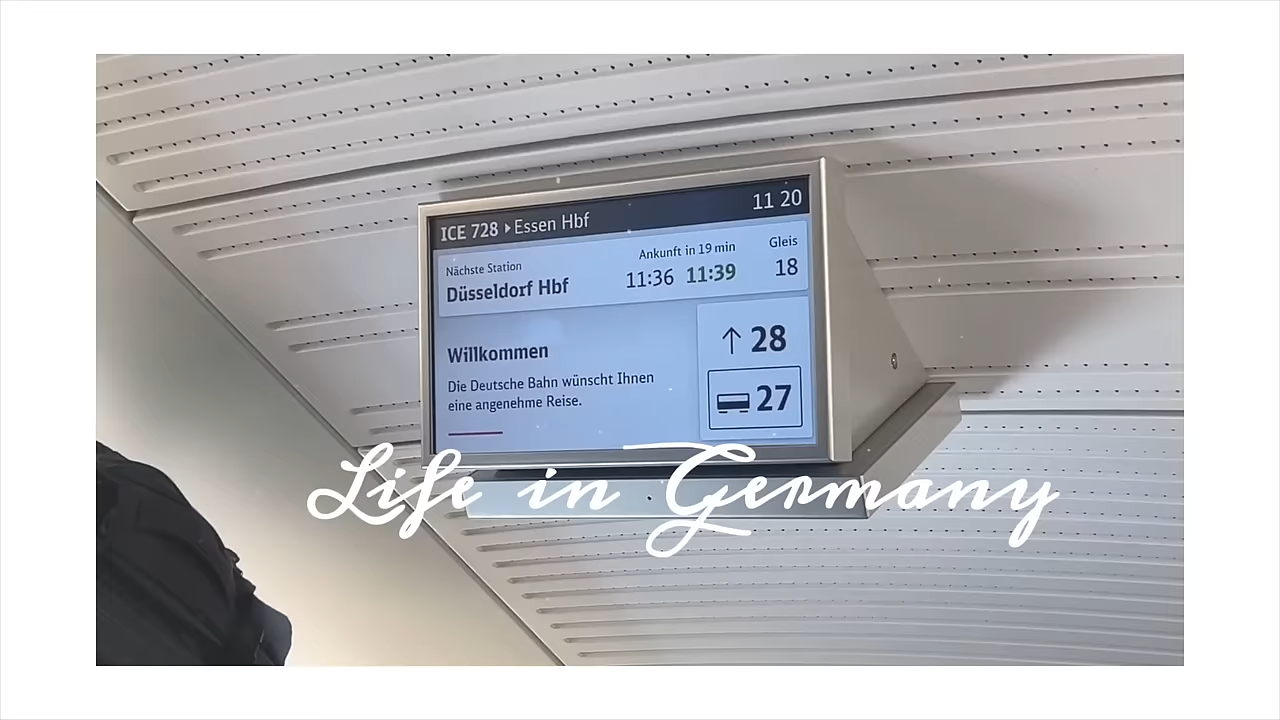 ICE 728 ▸ Essen Hbf 11 20
Nächste Station Ankunft in 19 min Gleis
Düsseldorf Hbf 11:36 11:39 18
Willkommen
Die Deutsche Bahn wünscht Ihnen
eine angenehme Reise.
↑ 28
27
Life in Germany